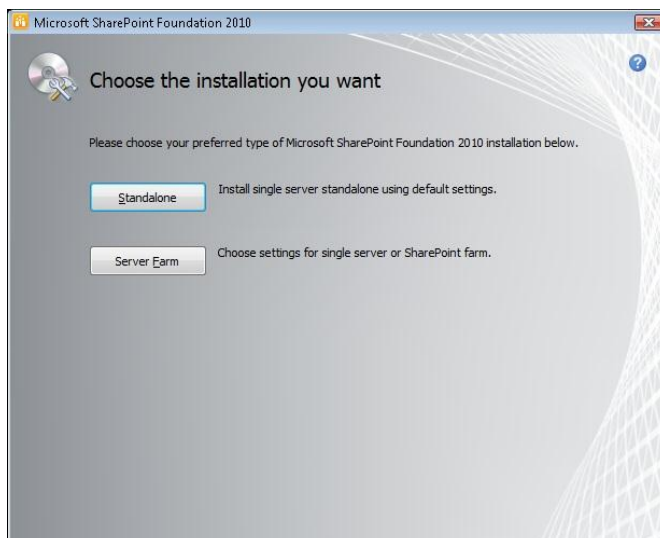 Microsoft SharePoint Foundation 2010
Choose the installation you want
Please choose your preferred type of Microsoft SharePoint Foundation 2010 installation below.
Standalone
Install single server standalone using default settings.
Server Farm
Choose settings for single server or SharePoint farm.